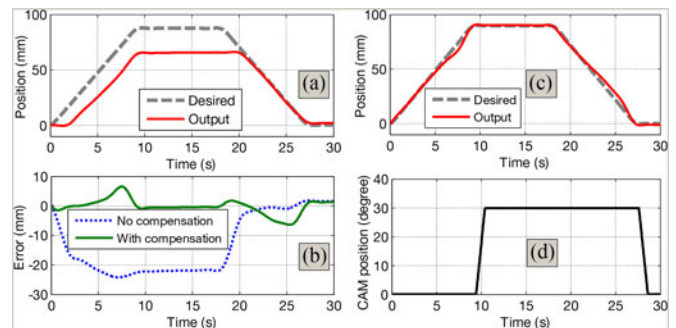 100
50
0
Position (mm)
(a)
Desired
Output
0 5 10 15 20 25 30
Time (s)
100
50
0
Position (mm)
(c)
Desired
Output
0 5 10 15 20 25 30
Time (s)
10
0
-10
-20
-30
Error (mm)
No compensation
With compensation
(b)
0 5 10 15 20 25 30
Time (s)
40
30
20
10
0
CAM position (degree)
(d)
0 5 10 15 20 25 30
Time (s)